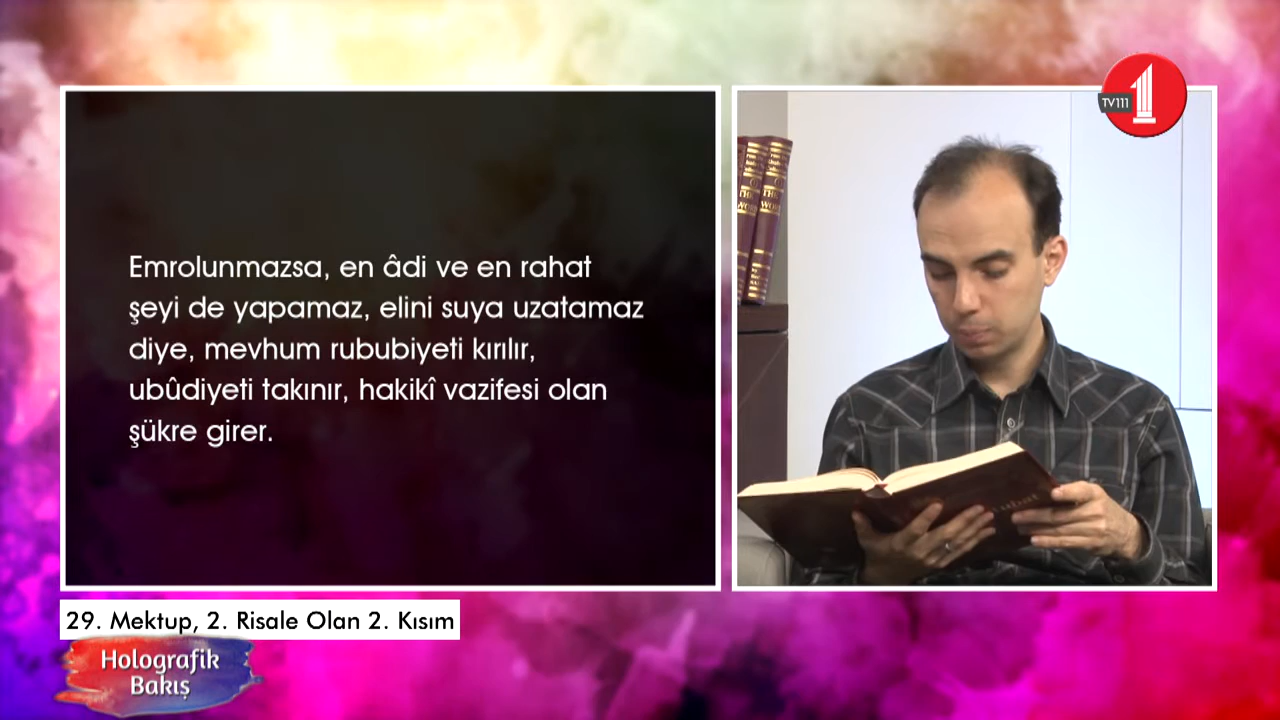 TV111
1
Emrolunmazsa, en âdi ve en rahat
şeyi de yapamaz, elini suya uzatamaz
diye, mevhum rububiyeti kırılır,
ubûdiyeti takınır, hakikî vazifesi olan
şükre girer.
29. Mektup, 2. Risale Olan 2. Kısım
Holografik
Bakış